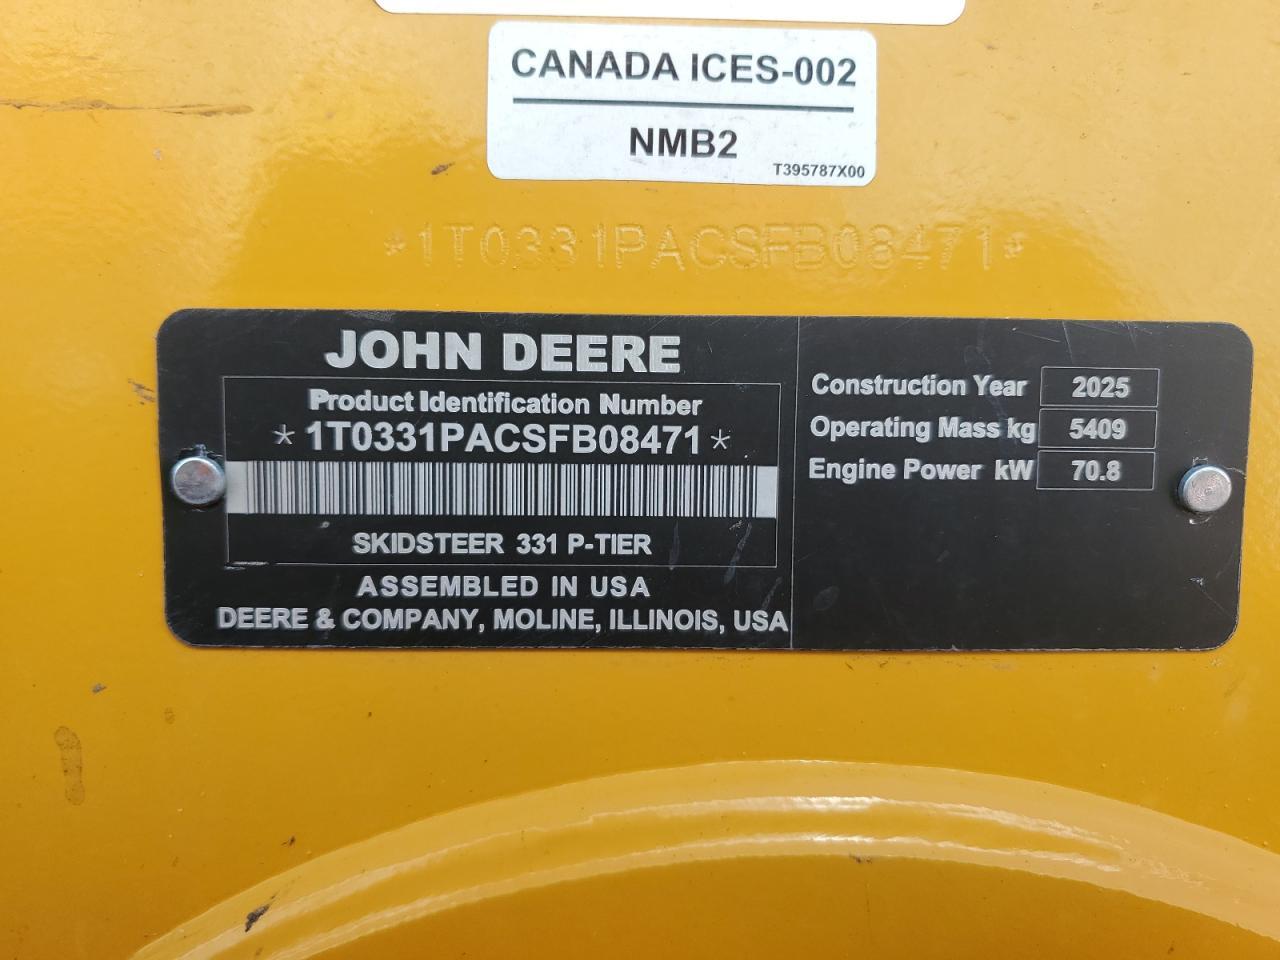 CANADA ICES-002
NMB2
T395787X00
*1T0331PACSFB08471*
JOHN DEERE
Product Identification Number
*1T0331PACSFB08471*
SKIDSTEER 331 P-TIER
ASSEMBLED IN USA
DEERE & COMPANY, MOLINE, ILLINOIS, USA
Construction Year 2025
Operating Mass kg 5409
Engine Power kW 70.8